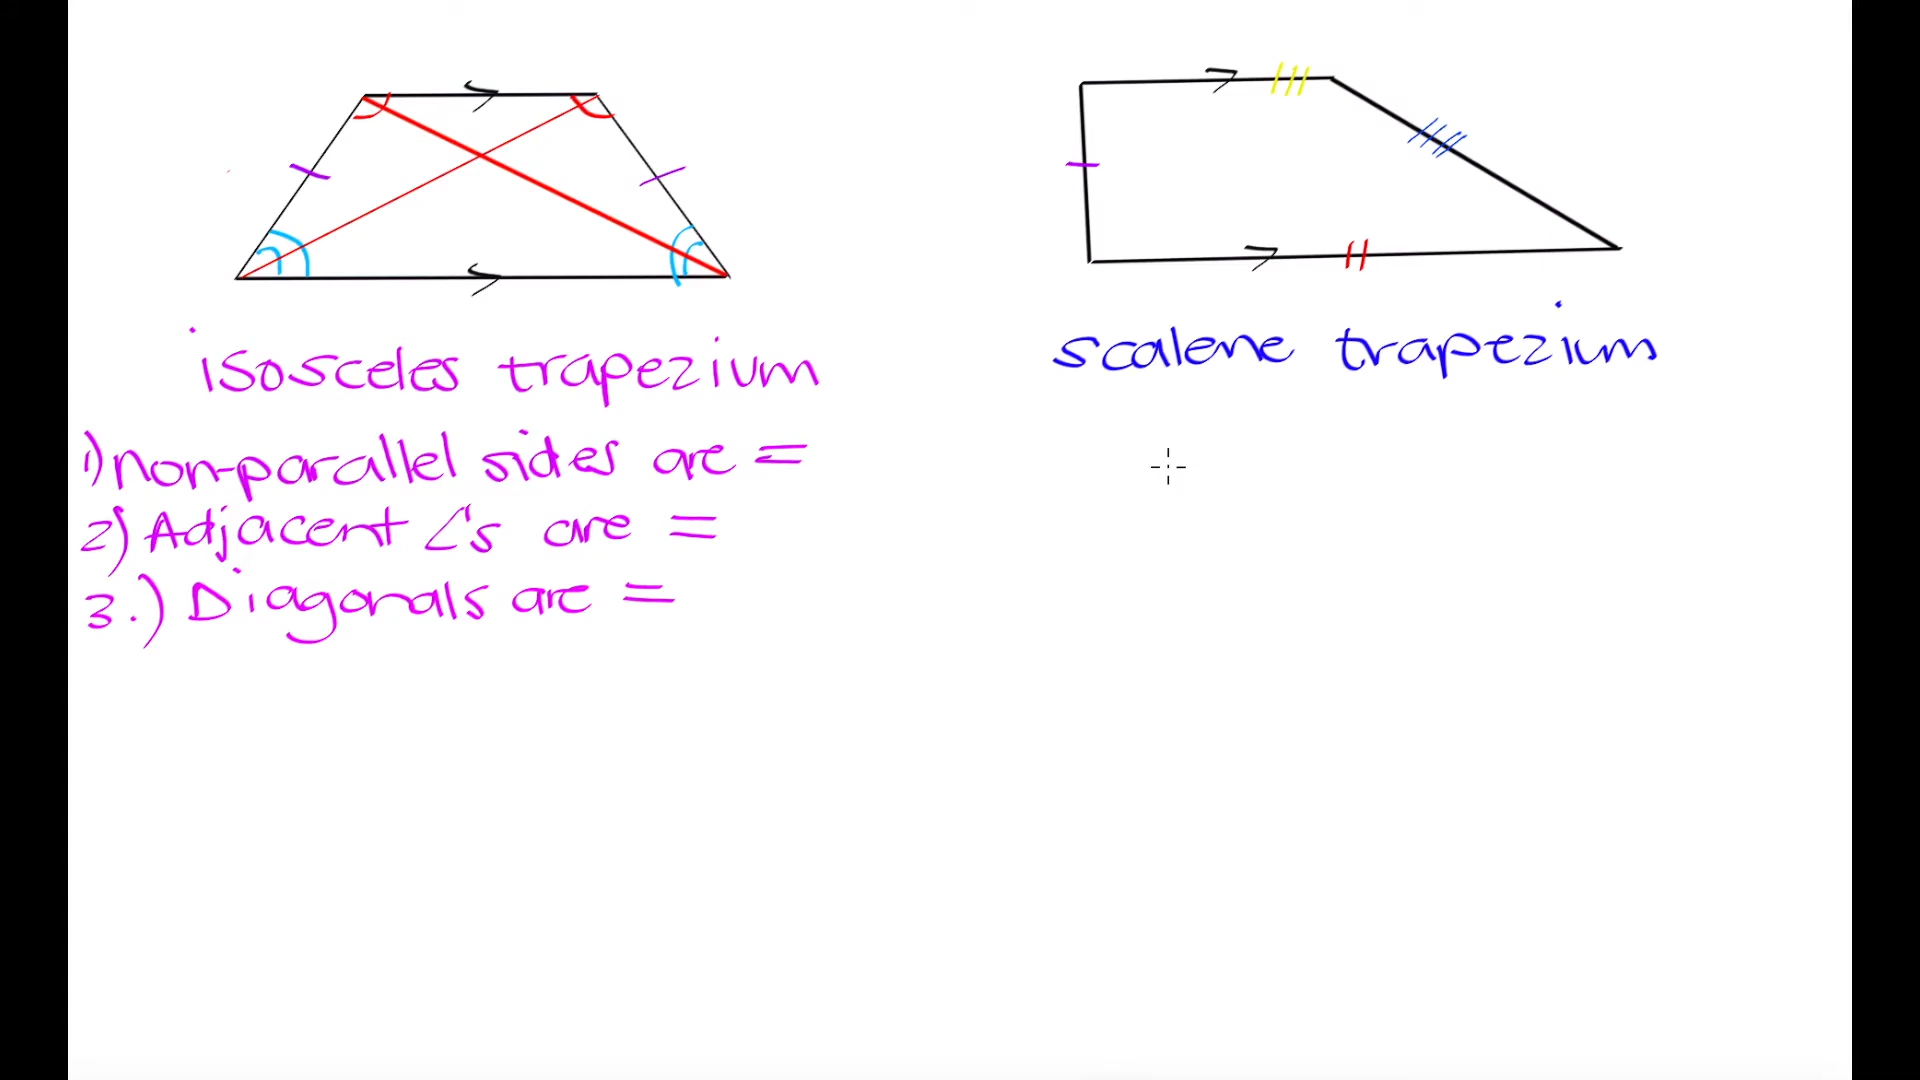 isosceles trapezium
1) non-parallel sides are =
2) Adjacent ∠'s are =
3.) Diagonals are =
scalene trapezium